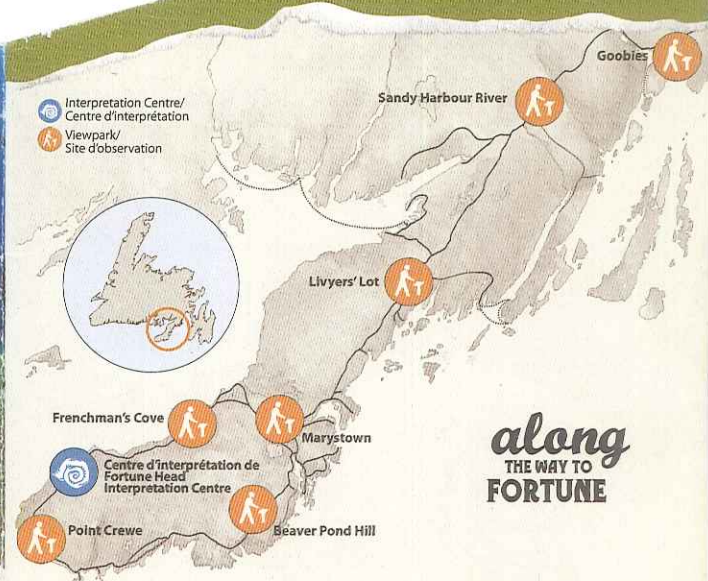 Goobies
Sandy Harbour River
Interpretation Centre/
Centre d'interprétation
Viewpark/
Site d'observation
Livyers' Lot
Frenchman's Cove
Marystown
Centre d'interprétation de
Fortune Head
Interpretation Centre
Point Crewe
Beaver Pond Hill
along
THE WAY TO
FORTUNE